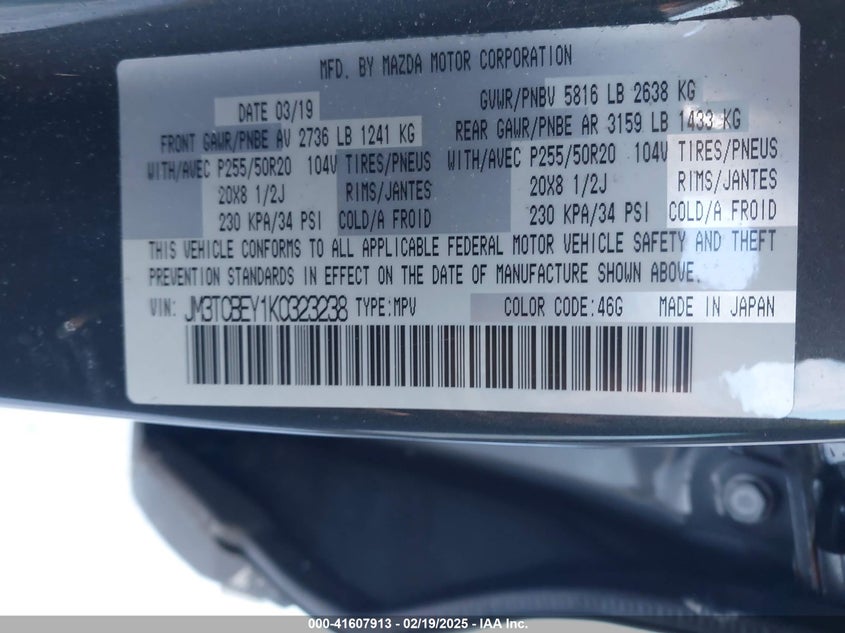 MFD. BY MAZDA MOTOR CORPORATION
DATE 03/19 GVWR/PNBV 5816 LB 2638 KG
FRONT GAWR/PNBE AV 2736 LB 1241 KG REAR GAWR/PNBE AR 3159 LB 1433 KG
WITH/AVEC P255/50R20 104V TIRES/PNEUS WITH/AVEC P255/50R20 104V TIRES/PNEUS
20X8 1/2J RIMS/JANTES 20X8 1/2J RIMS/JANTES
230 KPA/34 PSI COLD/A FROID 230 KPA/34 PSI COLD/A FROID
THIS VEHICLE CONFORMS TO ALL APPLICABLE FEDERAL MOTOR VEHICLE SAFETY AND THEFT
PREVENTION STANDARDS IN EFFECT ON THE DATE OF MANUFACTURE SHOWN ABOVE.
VIN: JM3TCBEY1K0323238 TYPE:MPV COLOR CODE:46G MADE IN JAPAN
000-41607913 - 02/19/2025 - IAA Inc.